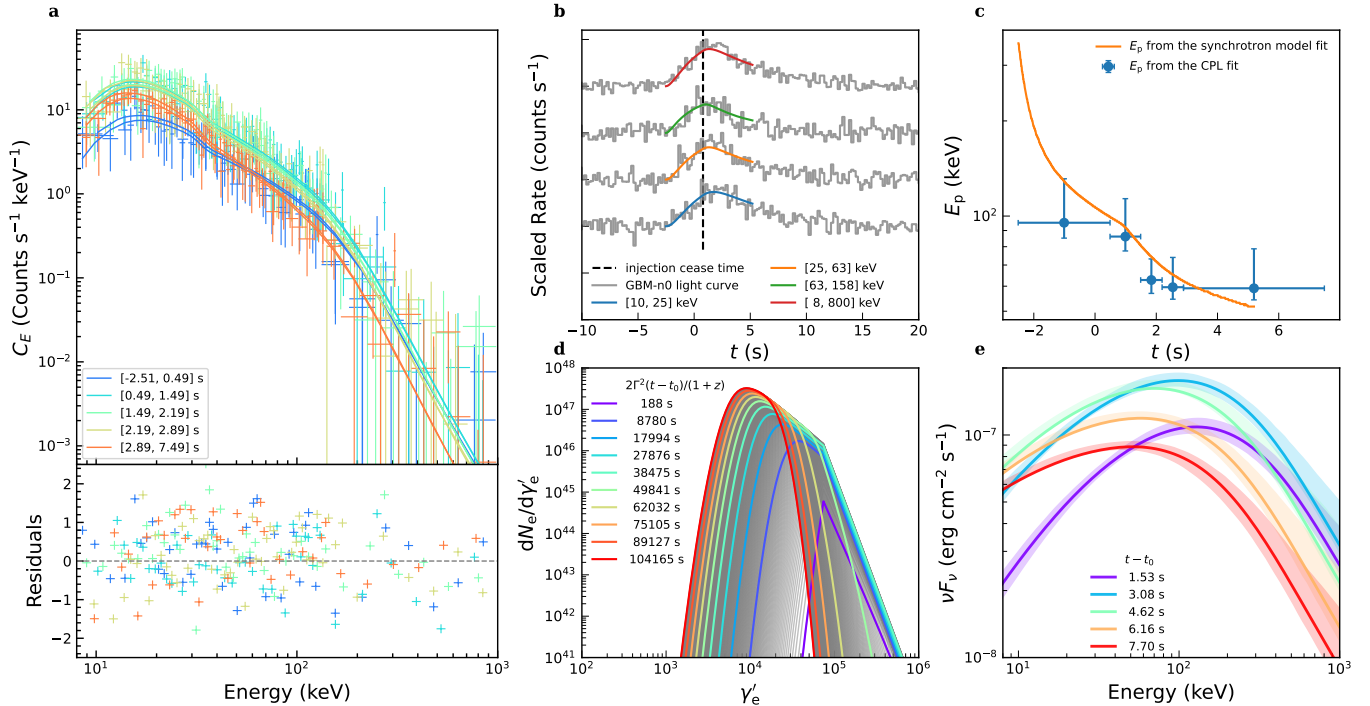 a
10²
10¹
10⁰
10⁻¹
10⁻²
10⁻³
C_E (Counts s⁻¹ keV⁻¹)
[-2.51, 0.49] s
[0.49, 1.49] s
[1.49, 2.19] s
[2.19, 2.89] s
[2.89, 7.49] s
2
1
0
−1
−2
Residuals
10¹ 10² 10³
Energy (keV)
b
Scaled Rate (counts s⁻¹)
injection cease time
GBM-n0 light curve
[10, 25] keV
[25, 63] keV
[63, 158] keV
[ 8, 800] keV
−10 −5 0 5 10 15 20
t (s)
c
E_p from the synchrotron model fit
E_p from the CPL fit
10²
E_p (keV)
−2 0 2 4 6
t (s)
d
10⁴⁸
10⁴⁷
10⁴⁶
10⁴⁵
10⁴⁴
10⁴³
10⁴²
10⁴¹
dN_e/dγ′_e
2Γ²(t − t₀)/(1 + z)
188 s
8780 s
17994 s
27876 s
38475 s
49841 s
62032 s
75105 s
89127 s
104165 s
10² 10³ 10⁴ 10⁵ 10⁶
γ′_e
e
10⁻⁷
10⁻⁸
νF_ν (erg cm⁻² s⁻¹)
t − t₀
1.53 s
3.08 s
4.62 s
6.16 s
7.70 s
10¹ 10² 10³
Energy (keV)